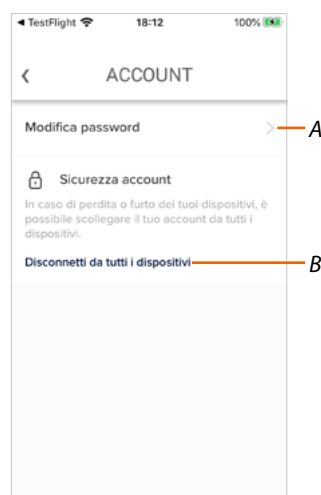 TestFlight 18:12 100%
ACCOUNT
Modifica password A
Sicurezza account
In caso di perdita o furto dei tuoi dispositivi, è
possibile scollegare il tuo account da tutti i
dispositivi.
Disconnetti da tutti i dispositivi B